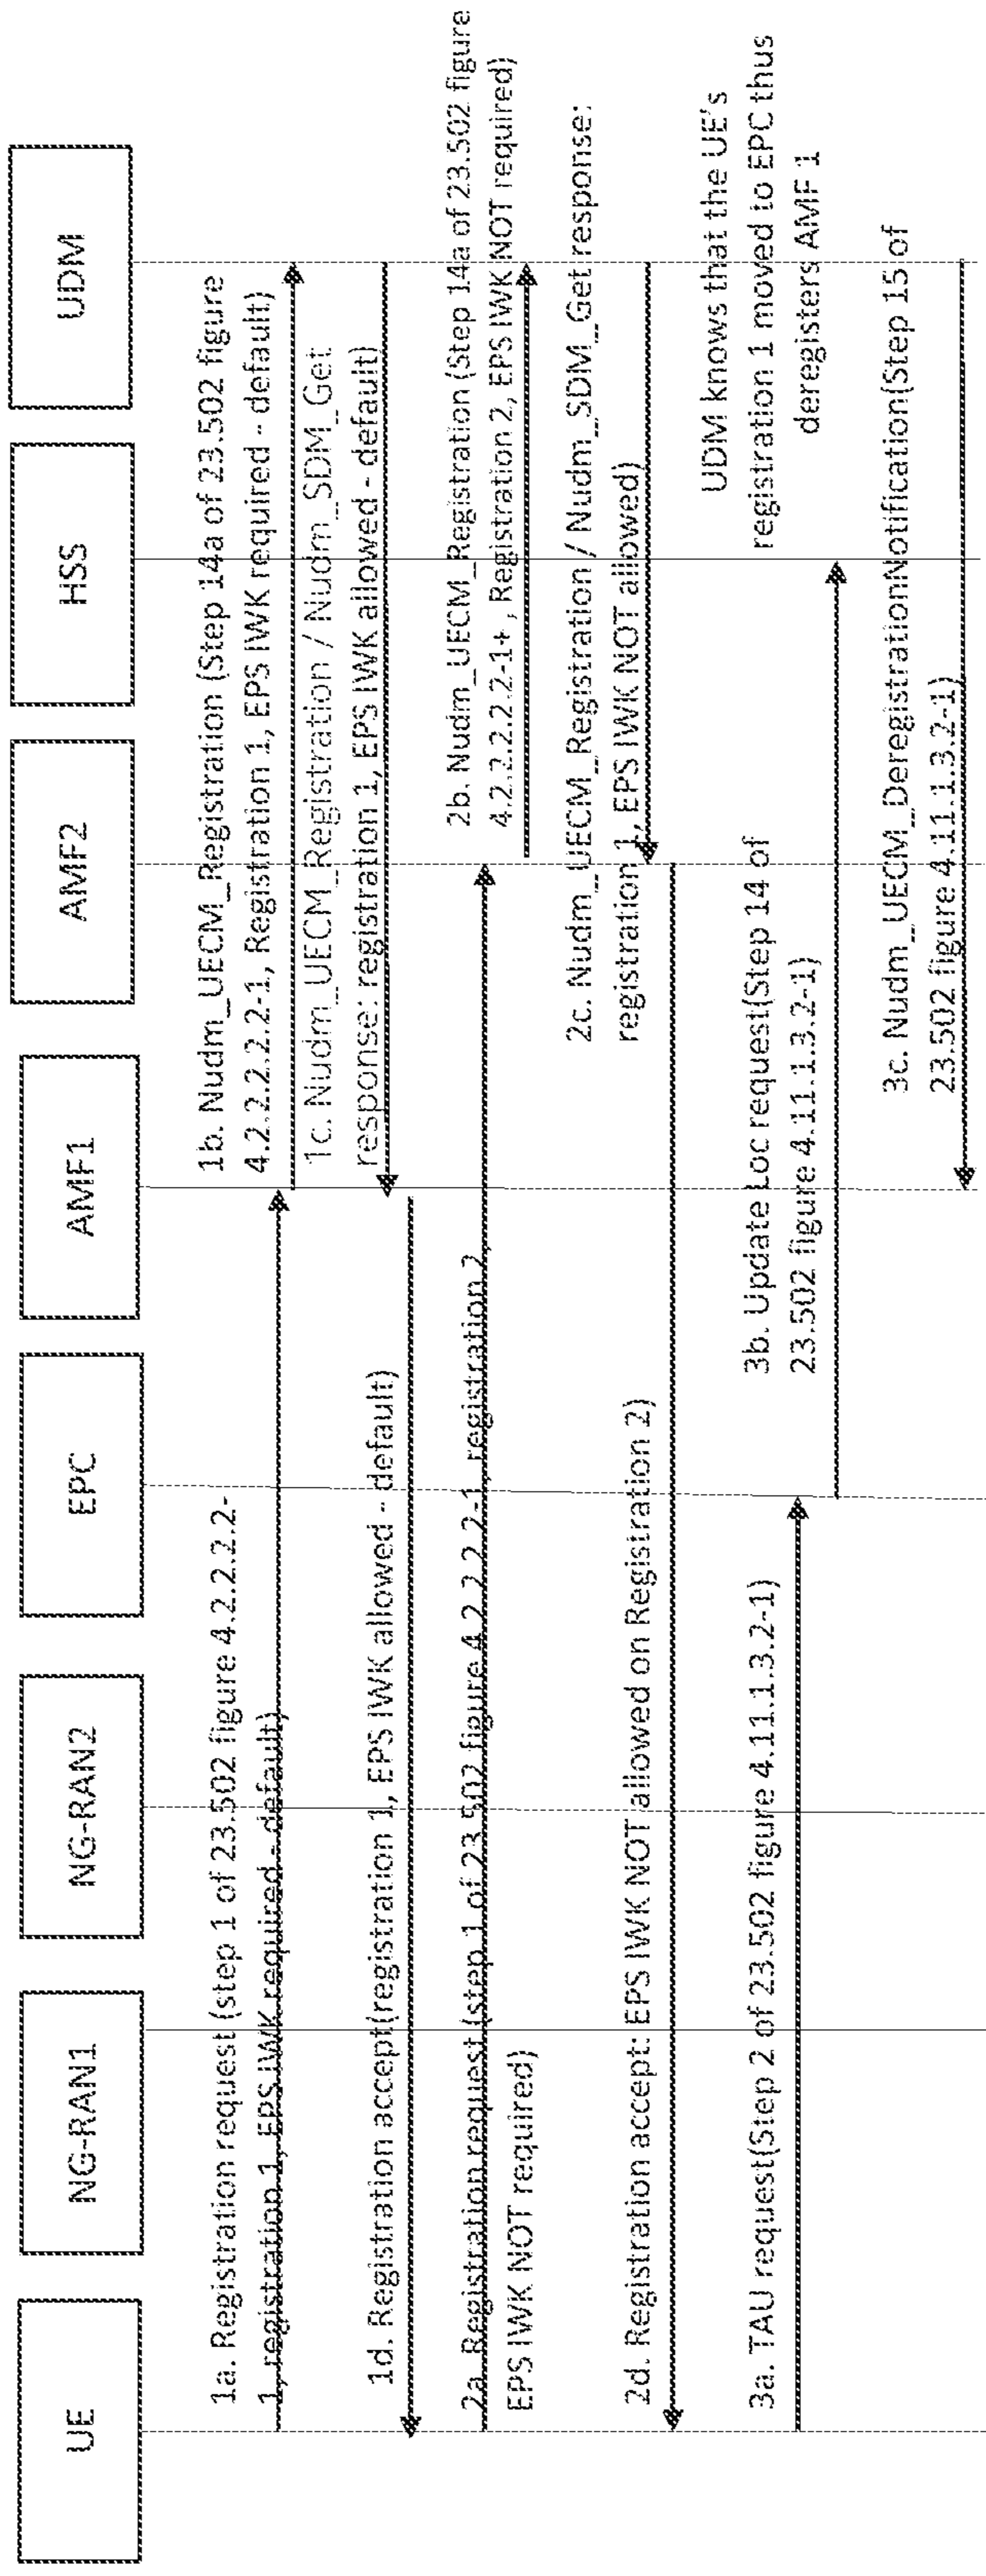 UE
NG-RAN1
NG-RAN2
EPC
AMF1
AMF2
HSS
UDM
1a. Registration request (step 1 of 23.502 figure 4.2.2.2.2-
1, registration 1, EPS IWK required - default)
1b. Nudm_UECM_Registration (Step 14a of 23.502 figure
4.2.2.2.2-1, Registration 1, EPS IWK required - default)
1c. Nudm_UECM_Registration / Nudm_SDM_Get
response: registration 1, EPS IWK allowed - default)
1d. Registration accept(registration 1, EPS IWK allowed - default)
2a. Registration request (step 1 of 23.502 figure 4.2.2.2.2-1, registration 2,
EPS IWK NOT required)
2b. Nudm_UECM_Registration (Step 14a of 23.502 figure
4.2.2.2.2-1+, Registration 2, EPS IWK NOT required)
2c. Nudm_UECM_Registration / Nudm_SDM_Get response:
registration 1, EPS IWK NOT allowed)
2d. Registration accept: EPS IWK NOT allowed on Registration 2)
3a. TAU request(Step 2 of 23.502 figure 4.11.1.3.2-1)
3b. Update Loc request(Step 14 of
23.502 figure 4.11.1.3.2-1)
UDM knows that the UE's
registration 1 moved to EPC thus
deregisters AMF 1
3c. Nudm_UECM_DeregistrationNotification(Step 15 of
23.502 figure 4.11.1.3.2-1)